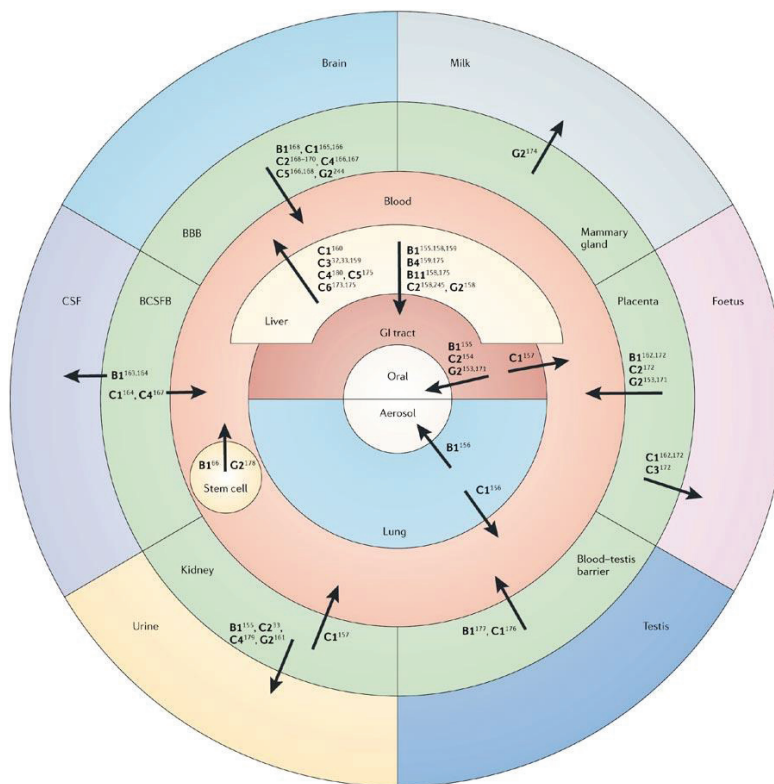 Brain
Milk
B1168, C1165,166
C2168–170, C4166,167
C5166,168, G2244
G2174
Blood
BBB
Mammary
gland
C1160
C332,33,159
C4180, C5175
C6173,175
B1155,158,159
B4159,175
B11158,175
C2158,245, G2158
CSF
BCSFB
Liver
GI tract
Placenta
Foetus
B1155
C2154
G2153,171
C1157
B1162,172
C2172
G2153,171
Oral
B1163,164
C1164, C4167
Aerosol
B1156
C1162,172
C3172
B166
G2178
Stem cell
C1156
Lung
Kidney
Blood–testis
barrier
Urine
B1155, C233,
C4179, G2161
C1157
B1177, C1176
Testis